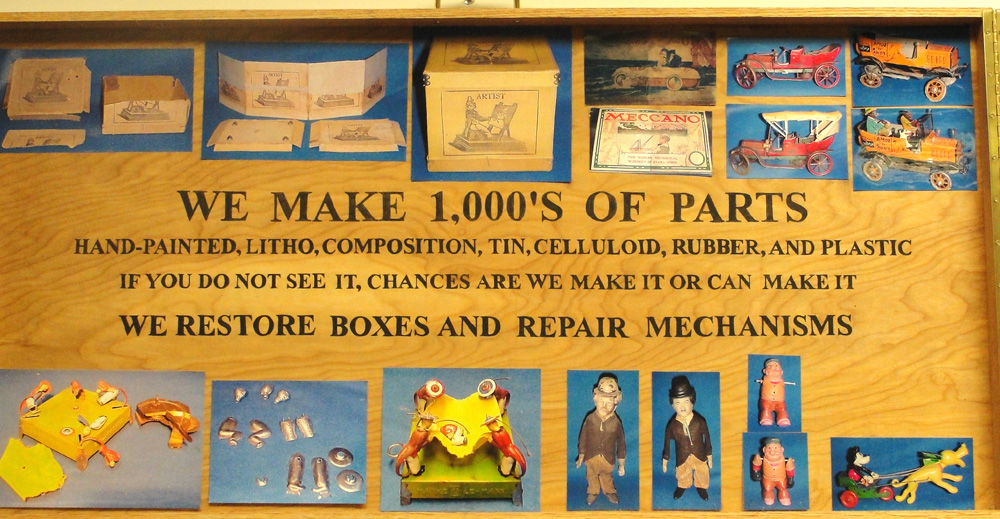 ARTIST
MECCANO
WE MAKE 1,000'S OF PARTS
HAND-PAINTED, LITHO, COMPOSITION, TIN, CELLULOID, RUBBER, AND PLASTIC
IF YOU DO NOT SEE IT, CHANCES ARE WE MAKE IT OR CAN MAKE IT
WE RESTORE BOXES AND REPAIR MECHANISMS